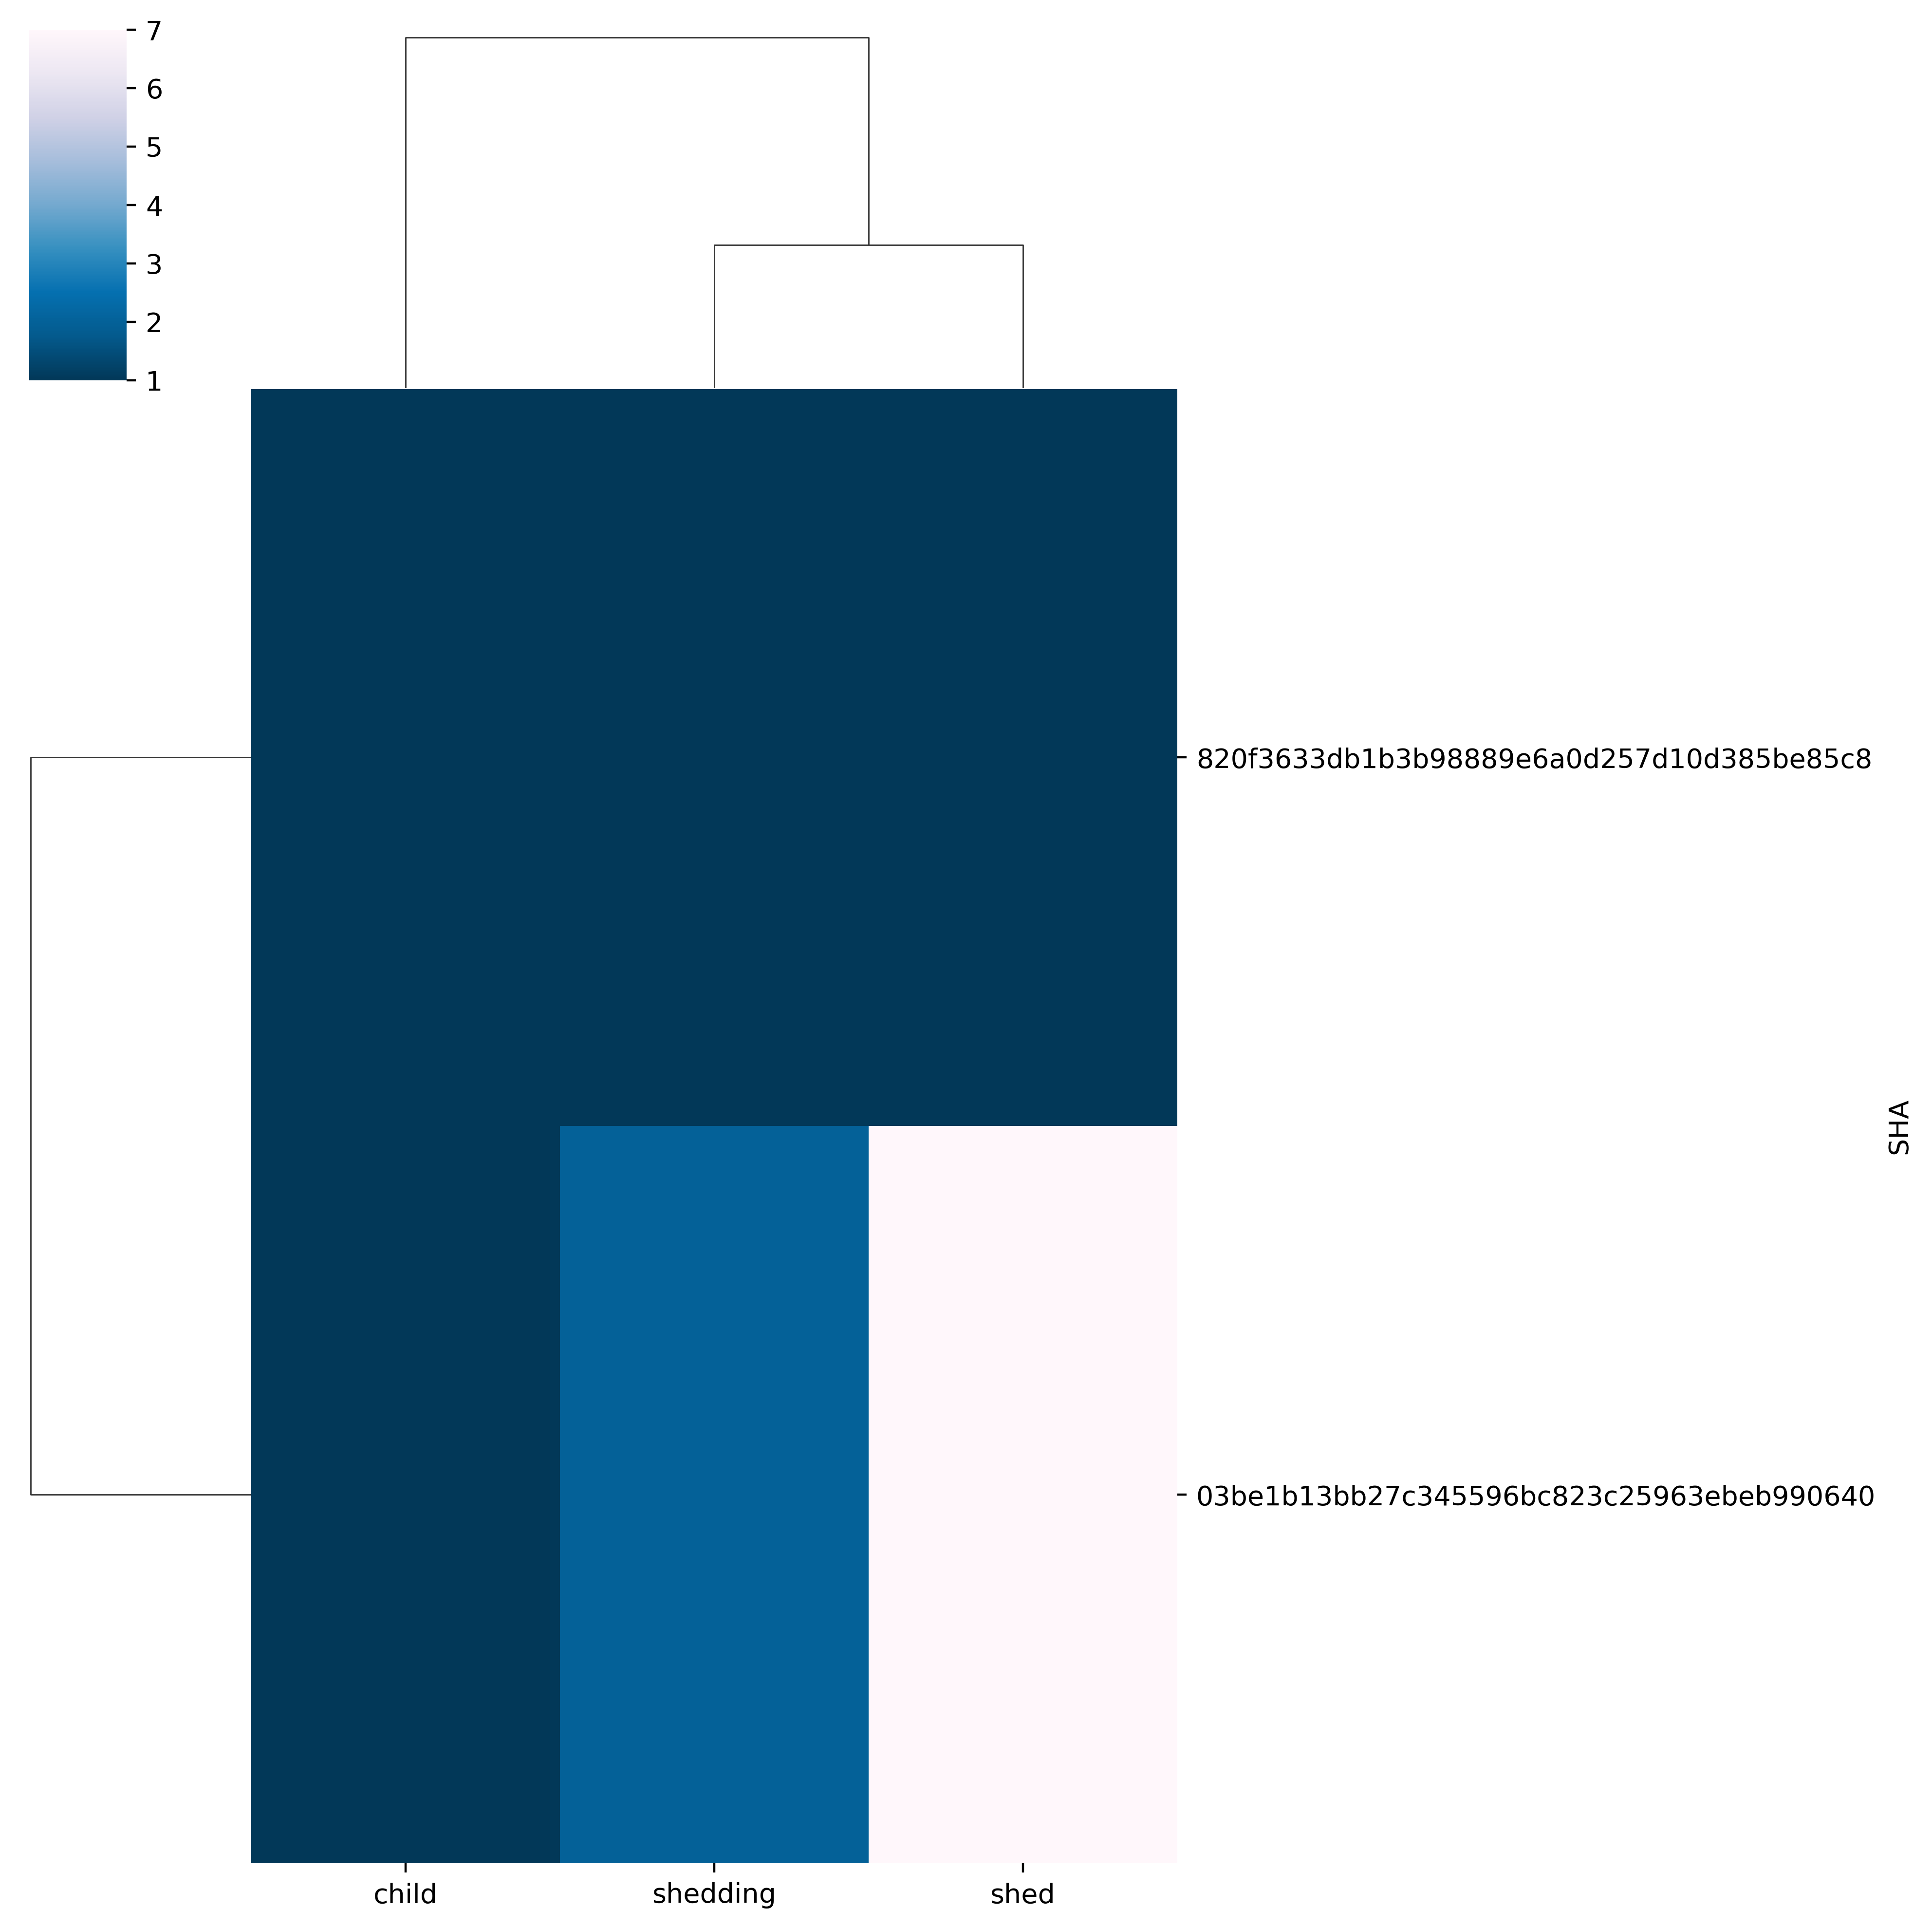 7
6
5
4
3
2
1
820f3633db1b3b98889e6a0d257d10d385be85c8
SHA
03be1b13bb27c345596bc823c25963ebeb990640
child shedding shed